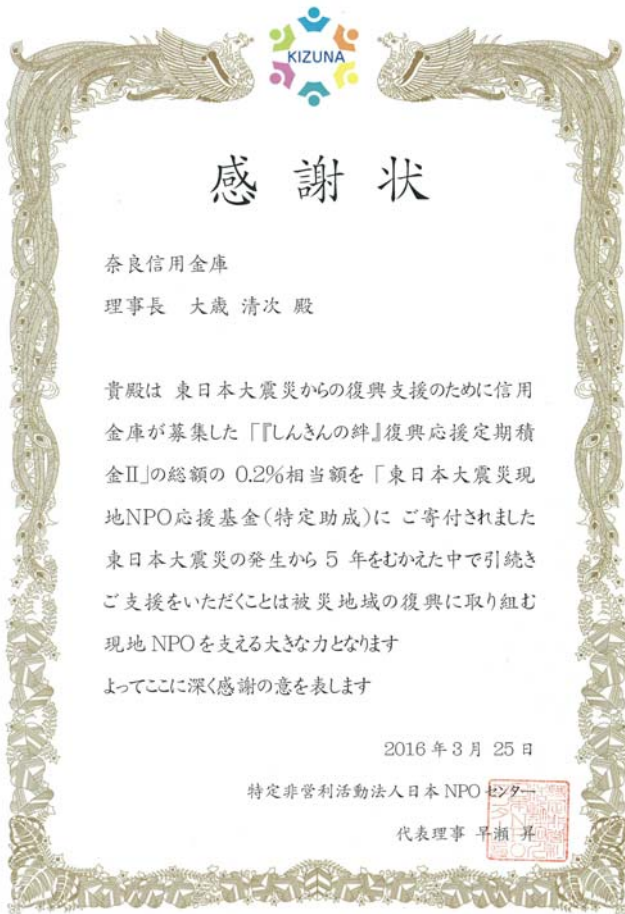 KIZUNA
感謝状
奈良信用金庫
理事長 大歳 清次 殿
貴殿は 東日本大震災からの復興支援のために信用
金庫が募集した「『しんきんの絆』復興応援定期積
金II」の総額の 0.2%相当額を「東日本大震災現
地NPO応援基金(特定助成)に ご寄付されました
東日本大震災の発生から 5 年をむかえた中で引続き
ご支援をいただくことは被災地域の復興に取り組む
現地 NPO を支える大きな力となります
よってここに深く感謝の意を表します
2016 年 3 月 25 日
特定非営利活動法人日本 NPO センター
代表理事 早瀬 昇